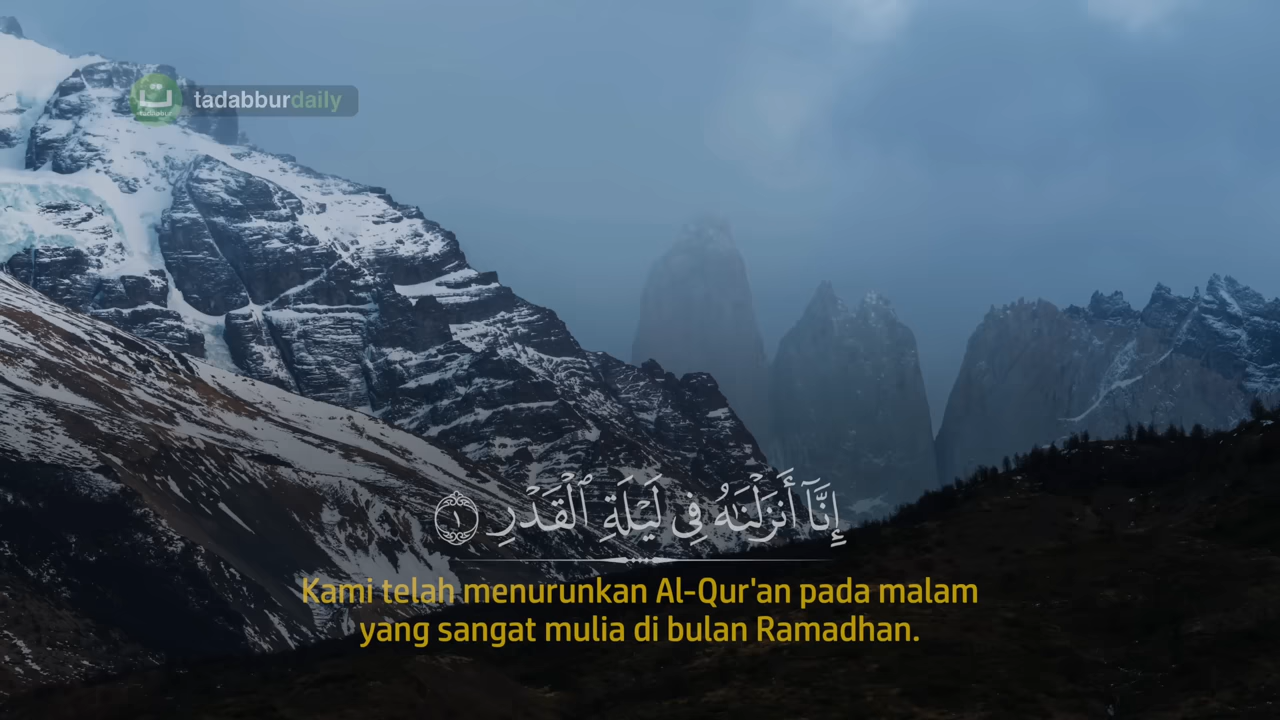 tadabburdaily
إِنَّآ أَنزَلْنَٰهُ فِى لَيْلَةِ ٱلْقَدْرِ ١
Kami telah menurunkan Al-Qur'an pada malam
yang sangat mulia di bulan Ramadhan.